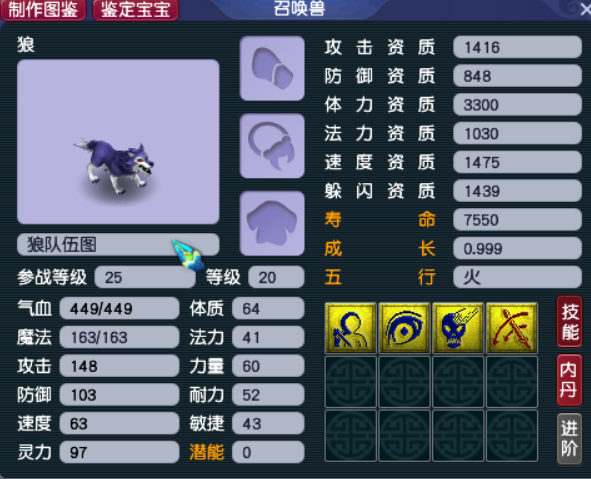 制作图鉴 鉴定宝宝 召唤兽
狼
攻击资质 1416
防御资质 848
体力资质 3300
法力资质 1030
速度资质 1475
躲闪资质 1439
寿命 7550
狼队伍图
成长 0.999
参战等级 25 等级 20
五行 火
气血 449/449 体质 64
魔法 163/163 法力 41
攻击 148 力量 60
防御 103 耐力 52
速度 63 敏捷 43
灵力 97 潜能 0
技能
内丹
进阶